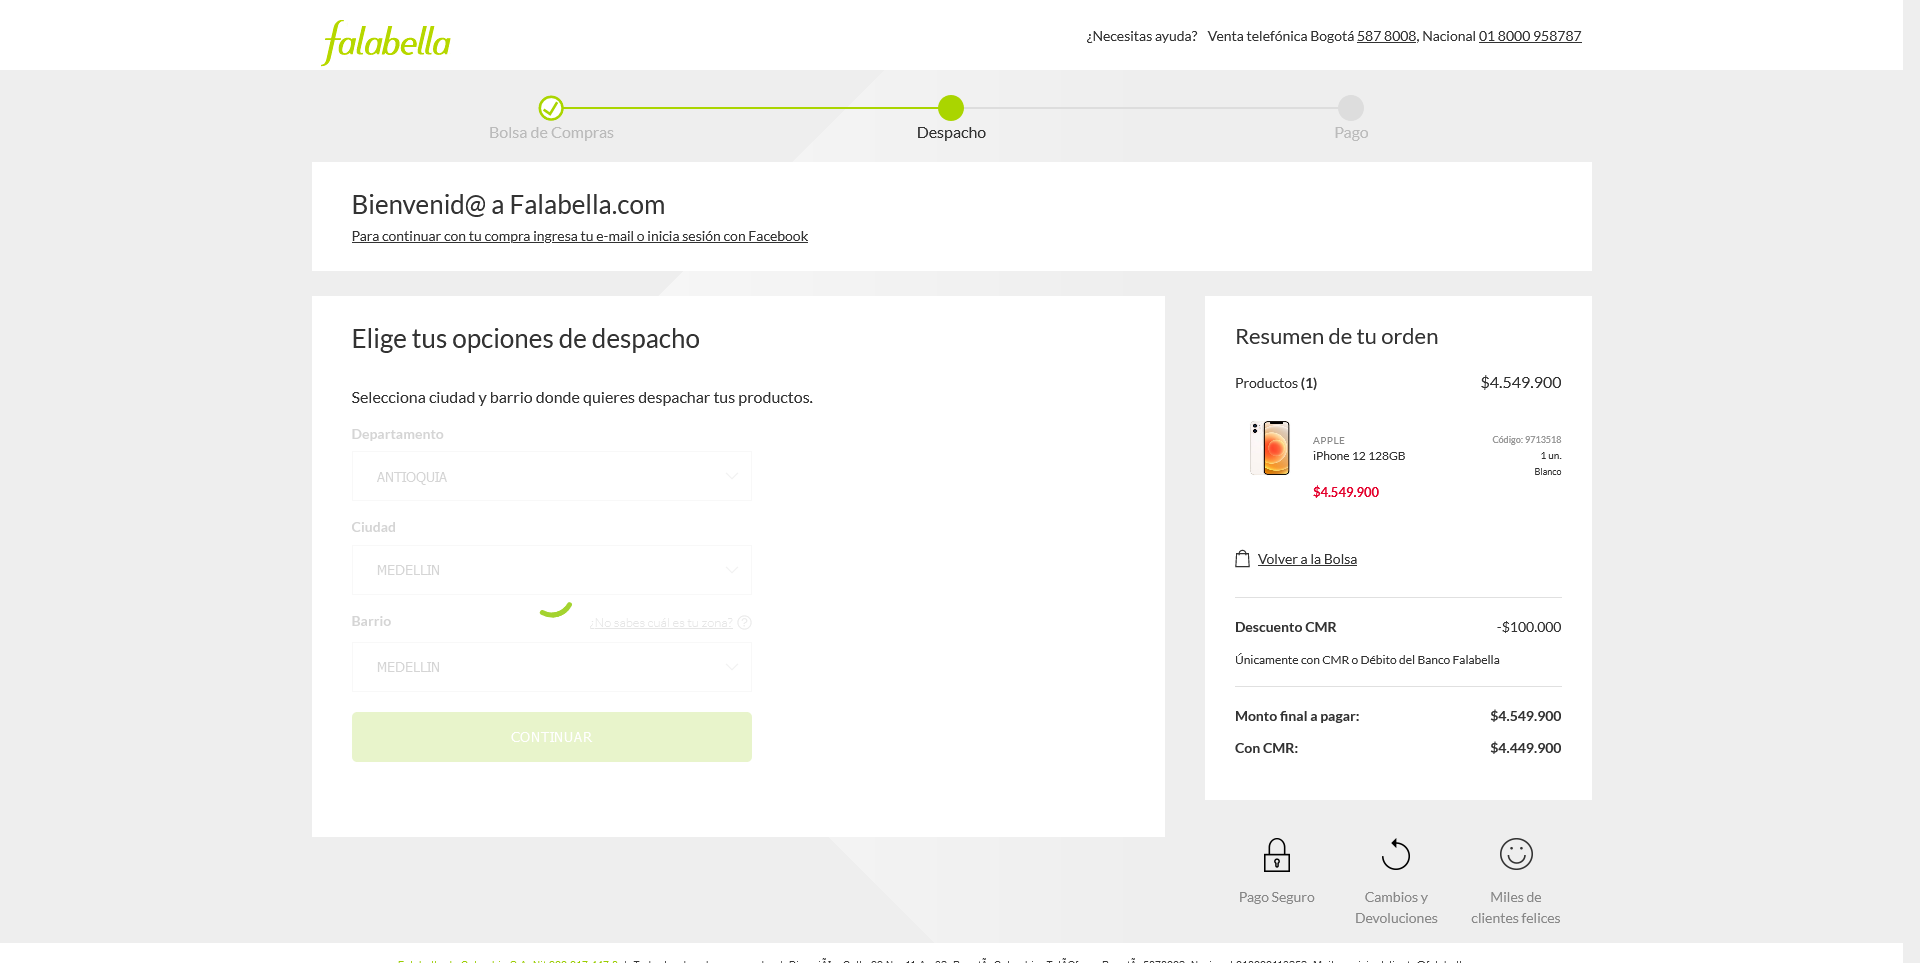 falabella
¿Necesitas ayuda? Venta telefónica Bogotá 587 8008, Nacional 01 8000 958787
Bolsa de Compras
Despacho
Pago
Bienvenid@ a Falabella.com
Para continuar con tu compra ingresa tu e-mail o inicia sesión con Facebook
Elige tus opciones de despacho
Selecciona ciudad y barrio donde quieres despachar tus productos.
Departamento
ANTIOQUIA
Ciudad
MEDELLIN
Barrio
¿No sabes cuál es tu zona?
MEDELLIN
CONTINUAR
Resumen de tu orden
Productos (1) $4.549.900
APPLE
iPhone 12 128GB
$4.549.900
Código: 9713518
1 un.
Blanco
Volver a la Bolsa
Descuento CMR -$100.000
Únicamente con CMR o Débito del Banco Falabella
Monto final a pagar: $4.549.900
Con CMR: $4.449.900
Pago Seguro
Cambios y
Devoluciones
Miles de
clientes felices